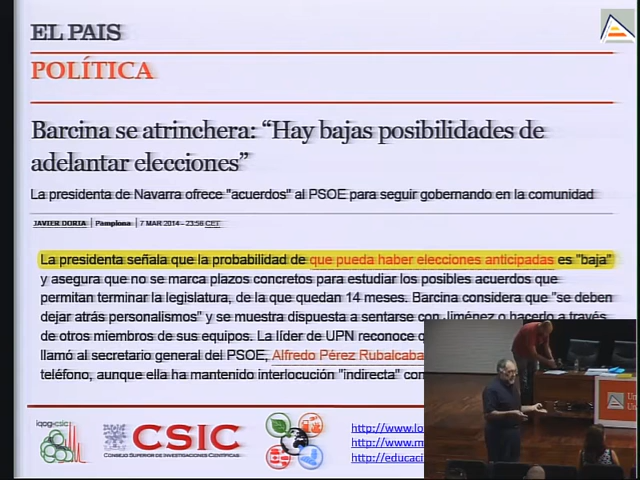 EL PAIS
POLÍTICA
Barcina se atrinchera: “Hay bajas posibilidades de
adelantar elecciones”
La presidenta de Navarra ofrece "acuerdos" al PSOE para seguir gobernando en la comunidad
JAVIER DORIA | Pamplona | 7 MAR 2014 - 23:56 CET
La presidenta señala que la probabilidad de que pueda haber elecciones anticipadas es "baja"
y asegura que no se marca plazos concretos para estudiar los posibles acuerdos que
permitan terminar la legislatura, de la que quedan 14 meses. Barcina considera que "se deben
dejar atrás personalismos" y se muestra dispuesta a sentarse con Jiménez o hacerlo a través
de otros miembros de sus equipos. La líder de UPN reconoce q
llamó al secretario general del PSOE, Alfredo Pérez Rubalcaba
teléfono, aunque ella ha mantenido interlocución "indirecta" con
iqog-csic
CSIC
CONSEJO SUPERIOR DE INVESTIGACIONES CIENTÍFICAS
http://www.lo
http://www.m
http://educaci